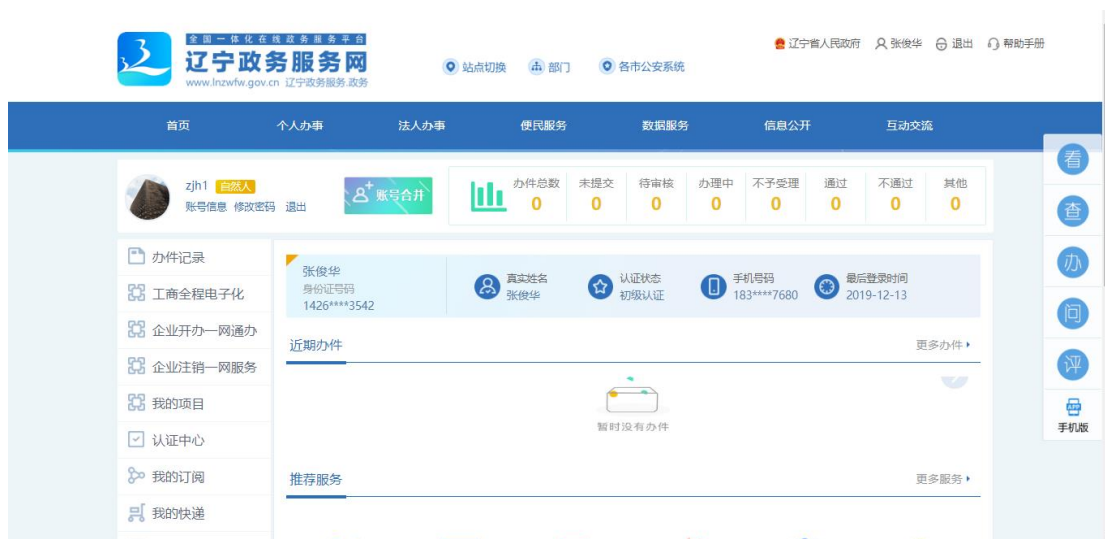 全国一体化在线政务服务平台
辽宁政务服务网
www.lnzwfw.gov.cn 辽宁政务服务.政务
站点切换 部门 各市公安系统
辽宁省人民政府 张俊华 退出 帮助手册
首页 个人办事 法人办事 便民服务 数据服务 信息公开 互动交流
zjh1 自然人
账号信息 修改密码 退出
账号合并
办件总数 未提交 待审核 办理中 不予受理 通过 不通过 其他
0 0 0 0 0 0 0 0
看
查
办
问
评
APP
手机版
办件记录
工商全程电子化
企业开办一网通办
企业注销一网服务
我的项目
认证中心
我的订阅
我的快递
张俊华
身份证号码
1426****3542
真实姓名
张俊华
认证状态
初级认证
手机号码
183****7680
最后登录时间
2019-12-13
近期办件 更多办件
暂时没有办件
推荐服务 更多服务